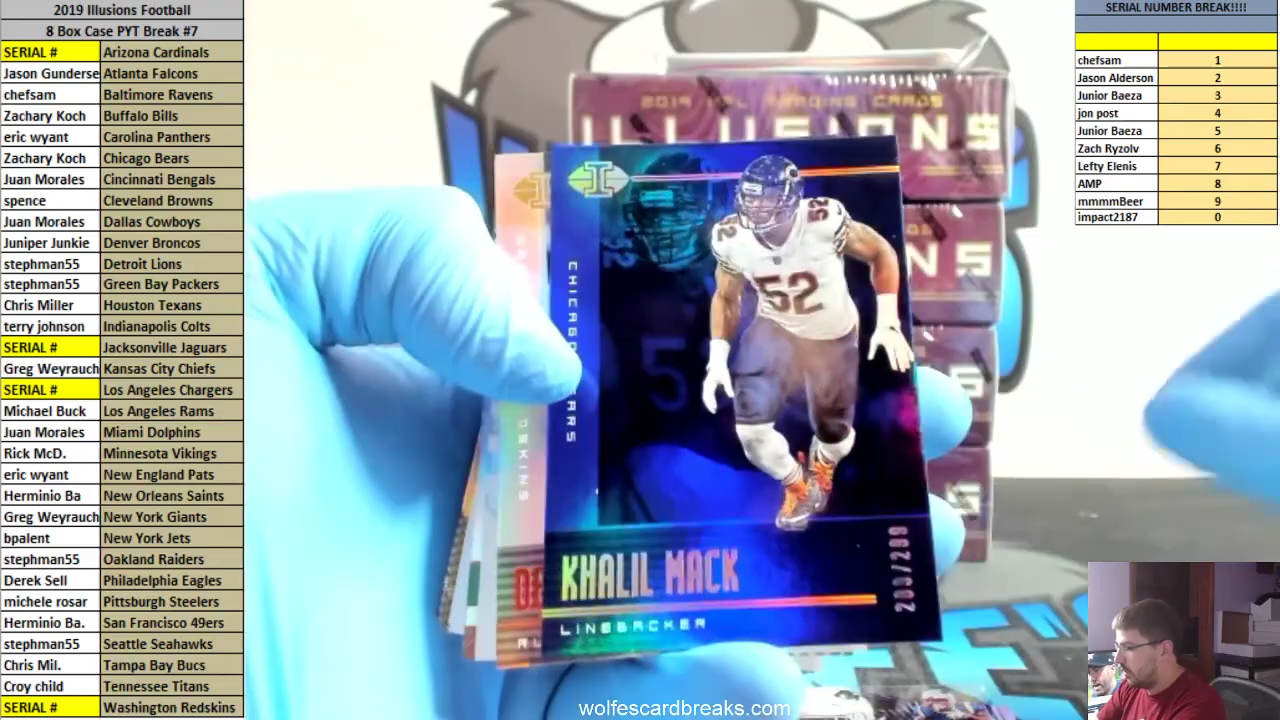 2019 Illusions Football
8 Box Case PYT Break #7
SERIAL # Arizona Cardinals
Jason Gunderse Atlanta Falcons
chefsam Baltimore Ravens
Zachary Koch Buffalo Bills
eric wyant Carolina Panthers
Zachary Koch Chicago Bears
Juan Morales Cincinnati Bengals
spence Cleveland Browns
Juan Morales Dallas Cowboys
Juniper Junkie Denver Broncos
stephman55 Detroit Lions
stephman55 Green Bay Packers
Chris Miller Houston Texans
terry johnson Indianapolis Colts
SERIAL # Jacksonville Jaguars
Greg Weyrauch Kansas City Chiefs
SERIAL # Los Angeles Chargers
Michael Buck Los Angeles Rams
Juan Morales Miami Dolphins
Rick McD. Minnesota Vikings
eric wyant New England Pats
Herminio Ba New Orleans Saints
Greg Weyrauch New York Giants
bpalent New York Jets
stephman55 Oakland Raiders
Derek Sell Philadelphia Eagles
michele rosar Pittsburgh Steelers
Herminio Ba. San Francisco 49ers
stephman55 Seattle Seahawks
Chris Mil. Tampa Bay Bucs
Croy child Tennessee Titans
SERIAL # Washington Redskins
2019 NFL TRADING CARDS
ILLUSIONS
I
52
52
KHALIL MACK
LINEBACKER
wolfescardbreaks.com
SERIAL NUMBER BREAK!!!!
chefsam 1
Jason Alderson 2
Junior Baeza 3
jon post 4
Junior Baeza 5
Zach Ryzolv 6
Lefty Elenis 7
AMP 8
mmmmBeer 9
impact2187 0